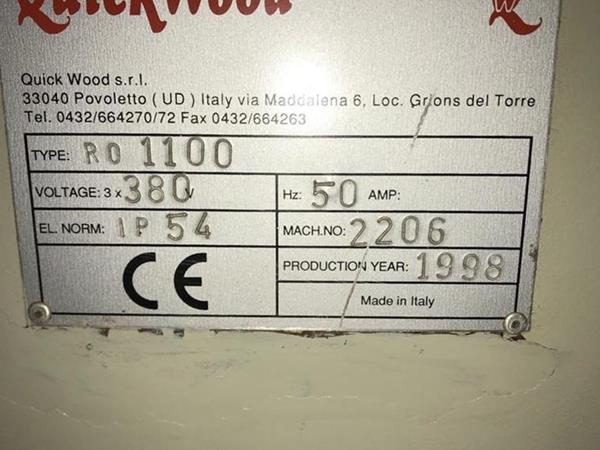 QuickWood
Quick Wood s.r.l.
33040 Povoletto ( UD ) Italy via Maddalena 6, Loc. Grions del Torre
Tel. 0432/664270/72 Fax 0432/664263
TYPE: RO 1100
VOLTAGE: 3 x 380 V Hz: 50 AMP:
EL. NORM: IP 54 MACH.NO: 2206
CE PRODUCTION YEAR: 1998
Made in Italy